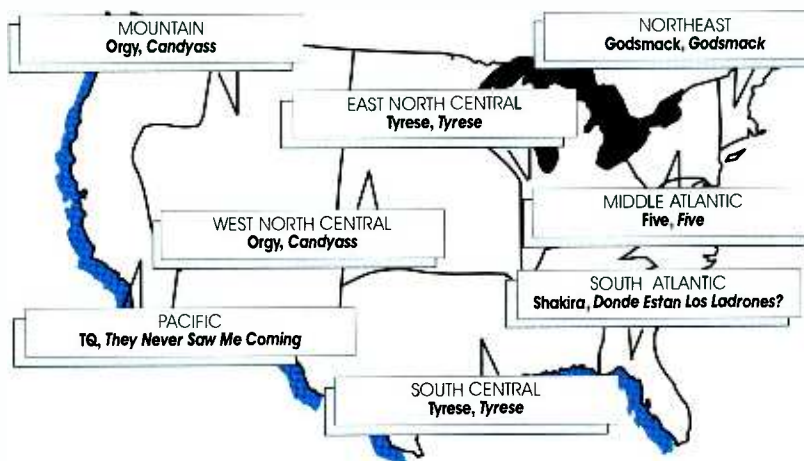 MOUNTAIN
Orgy, Candyass
NORTHEAST
Godsmack, Godsmack
EAST NORTH CENTRAL
Tyrese, Tyrese
MIDDLE ATLANTIC
Five, Five
WEST NORTH CENTRAL
Orgy, Candyass
SOUTH ATLANTIC
Shakira, Donde Estan Los Ladrones?
PACIFIC
TQ, They Never Saw Me Coming
SOUTH CENTRAL
Tyrese, Tyrese